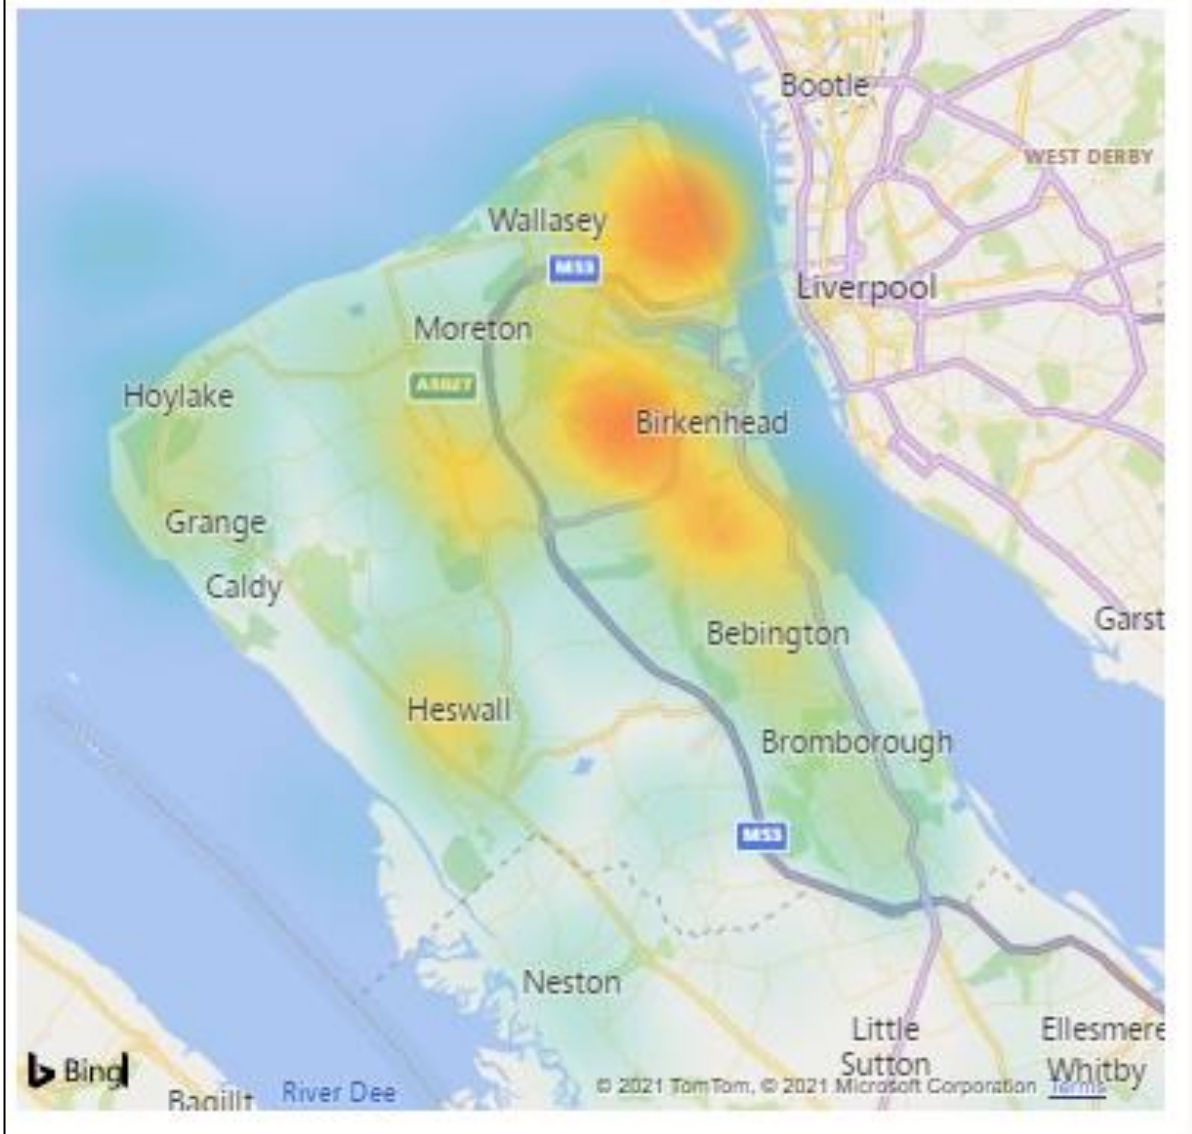 Bootle
WEST DERBY
Wallasey
M53
Liverpool
Moreton
A5027
Hoylake
Birkenhead
Grange
Caldy
Garst
Bebington
Heswall
Bromborough
M53
Neston
Little
Sutton
Ellesmere
Whitby
Bing
Bagillt
River Dee
© 2021 TomTom, © 2021 Microsoft Corporation Terms